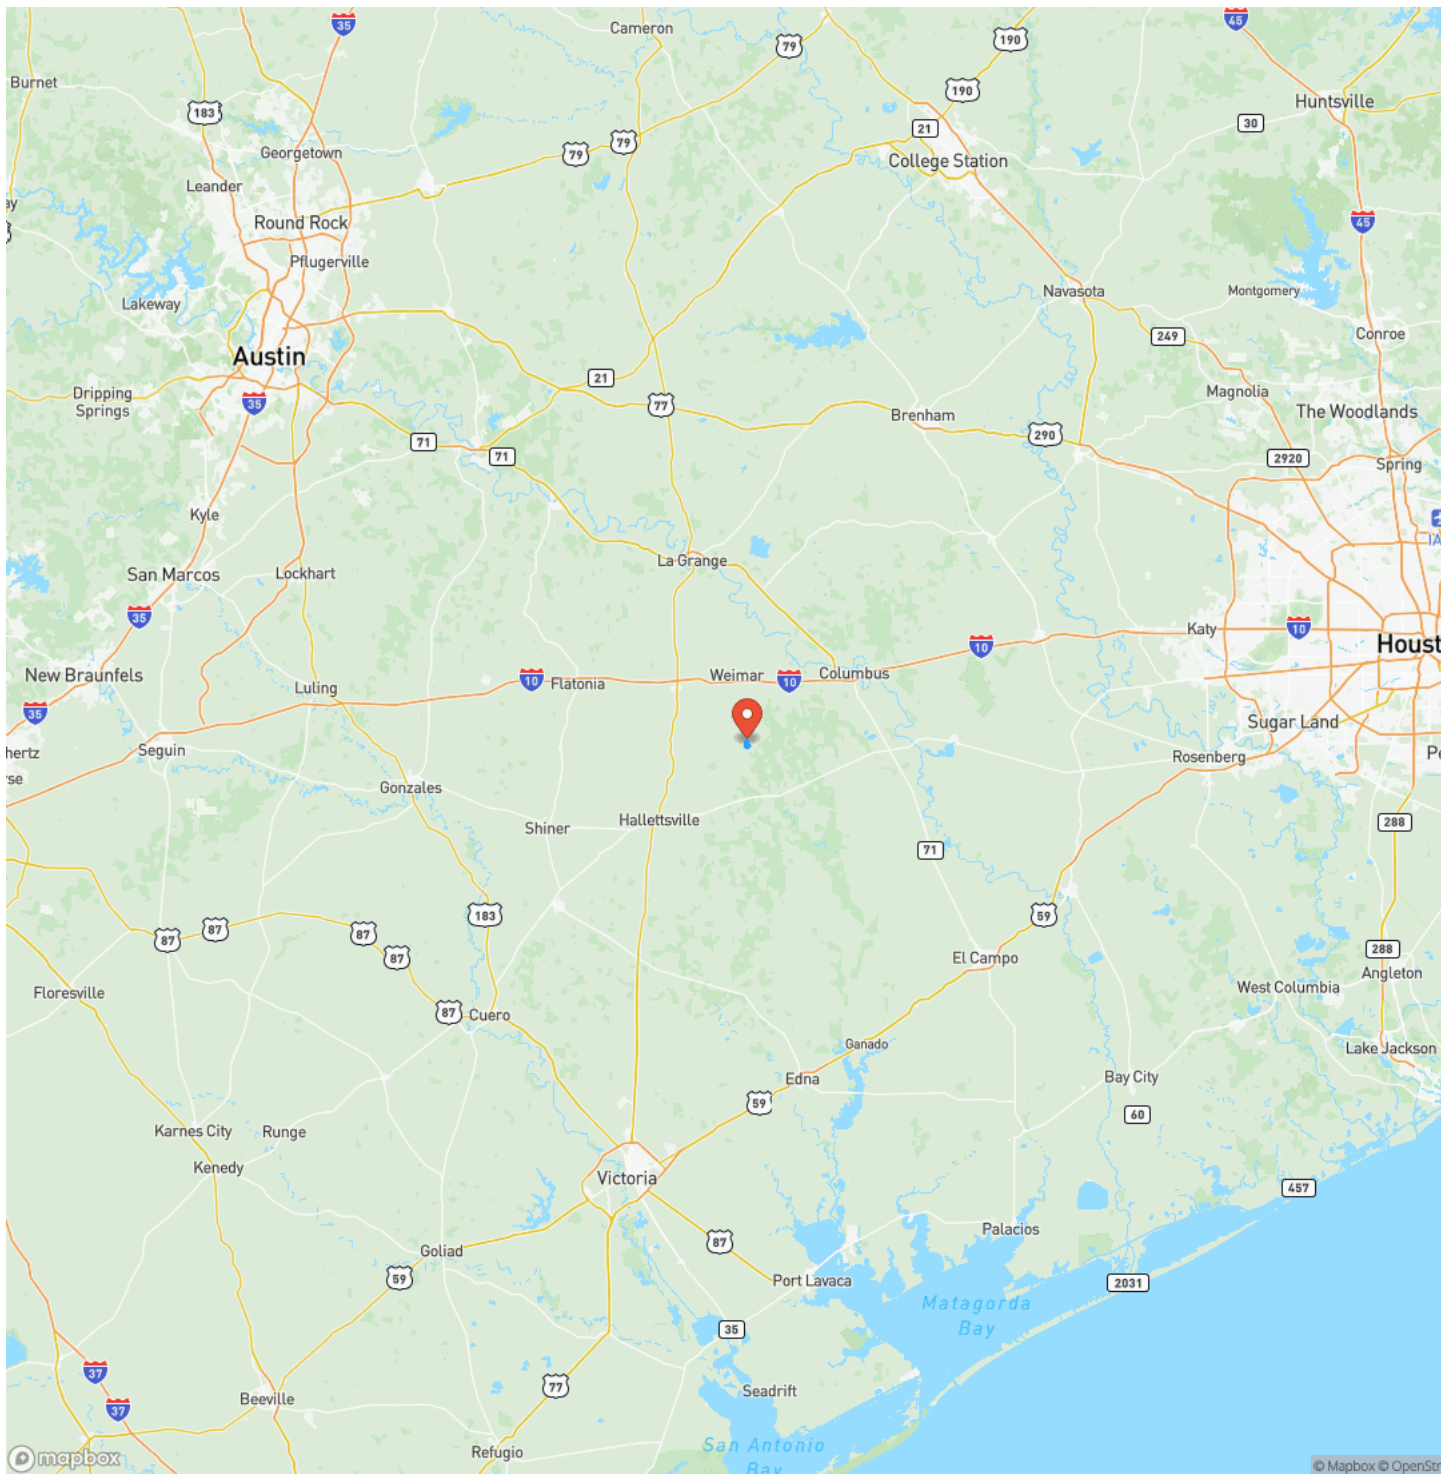 35
Cameron
79
190
45
Burnet
183
190
Huntsville
21
30
Georgetown
79
79
College Station
Leander
ay
Round Rock
45
Pflugerville
Lakeway
Navasota
Montgomery
249
Conroe
Austin
21
Dripping
Springs
35
77
Magnolia
Brenham
The Woodlands
71
290
71
2920
Spring
Kyle
IA
La Grange
San Marcos
Lockhart
35
Katy
10
10
Houst
New Braunfels
Weimar
Columbus
10
Flatonia
10
Luling
35
Sugar Land
hertz
Seguin
Rosenberg
Pe
rse
Gonzales
Hallettsville
288
Shiner
71
183
59
87
87
87
87
288
El Campo
Angleton
Floresville
West Columbia
87
Cuero
Ganado
Lake Jackson
Edna
Bay City
59
60
Karnes City
Runge
Kenedy
Victoria
457
87
Palacios
Goliad
59
Port Lavaca
2031
Matagorda
Bay
35
37
77
Seadrift
Beeville
37
San Antonio
Bay
Refugio
mapbox
© Mapbox © OpenStr